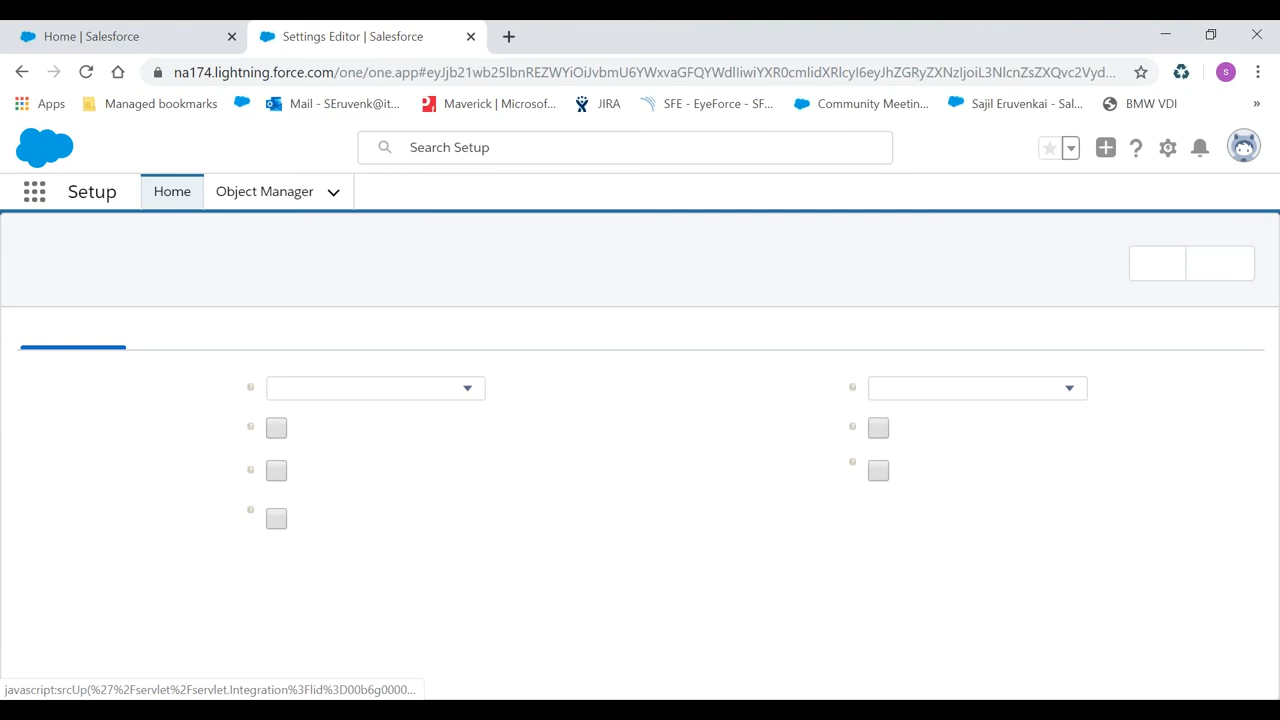 Home | Salesforce
Settings Editor | Salesforce
na174.lightning.force.com/one/one.app#eyJjb21wb25lbnREZWYiOiJvbmU6YWxvaGFQYWdlIiwiYXR0cmlidXRlcyI6eyJhZGRyZXNzIjoiL3NlcnZsZXQvc2Vyd...
S
Apps
Managed bookmarks
Mail - SEruvenk@it...
Maverick | Microsof...
JIRA
SFE - EyeForce - SF...
Community Meetin...
Sajil Eruvenkai - Sal...
BMW VDI
»
Search Setup
Setup
Home
Object Manager
javascript:srcUp(%27%2Fservlet%2Fservlet.Integration%3Flid%3D00b6g0000...